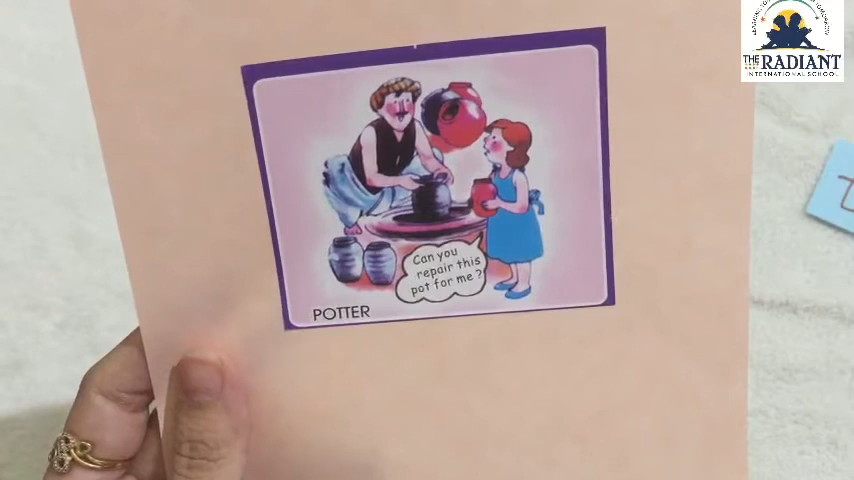 THE RADIANT
INTERNATIONAL SCHOOL
Can you
repair this
pot for me ?
POTTER